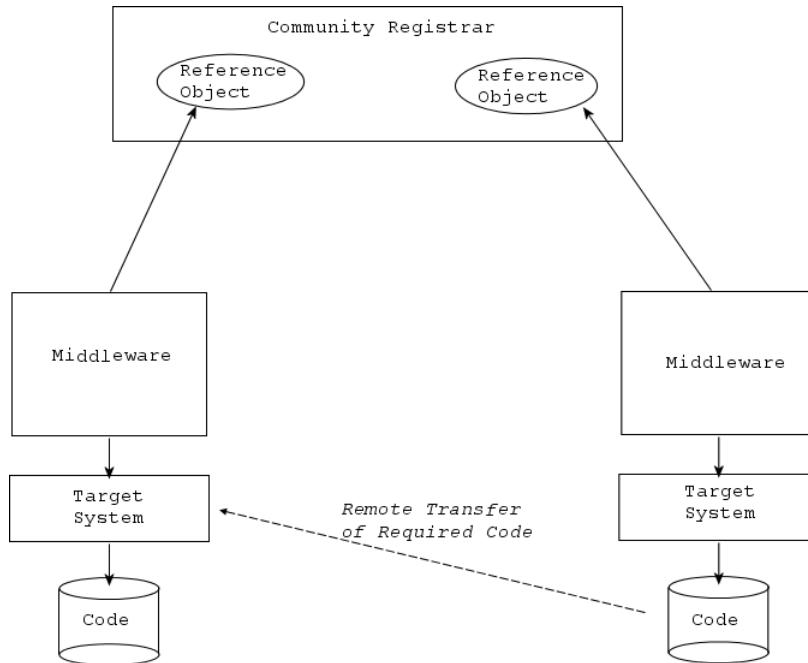 Community Registrar
Reference
Object
Reference
Object
Middleware
Middleware
Target
System
Target
System
Remote Transfer
of Required Code
Code
Code